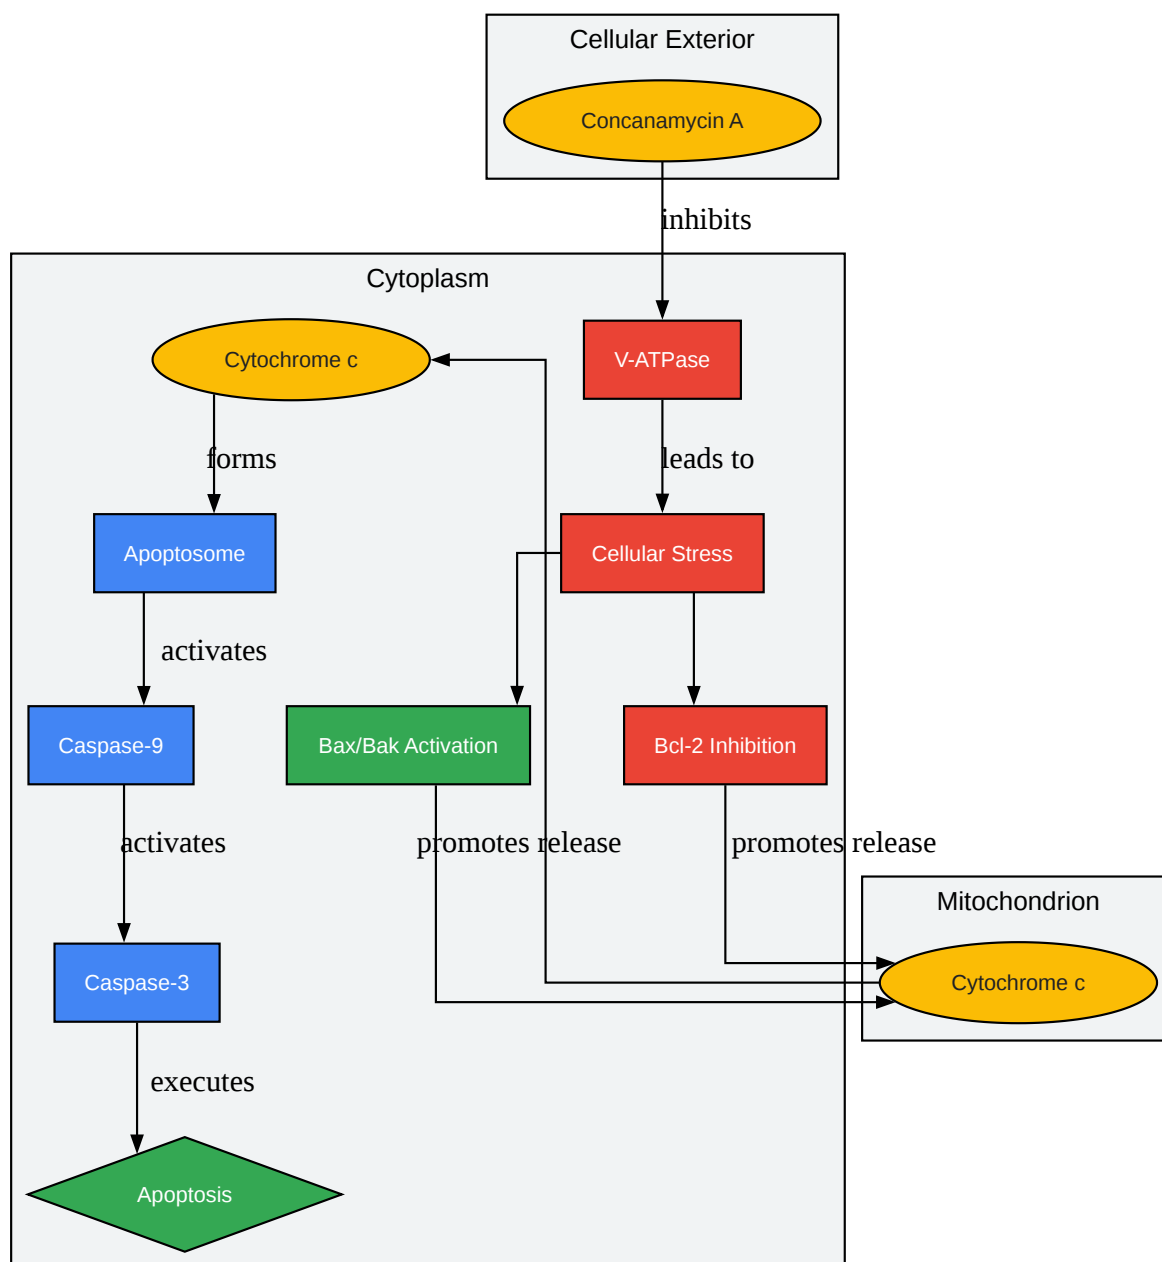 Cellular Exterior
Concanamycin A
inhibits
Cytoplasm
Cytochrome c
V-ATPase
forms
leads to
Apoptosome
Cellular Stress
activates
Caspase-9
Bax/Bak Activation
Bcl-2 Inhibition
activates
promotes release
promotes release
Mitochondrion
Caspase-3
Cytochrome c
executes
Apoptosis